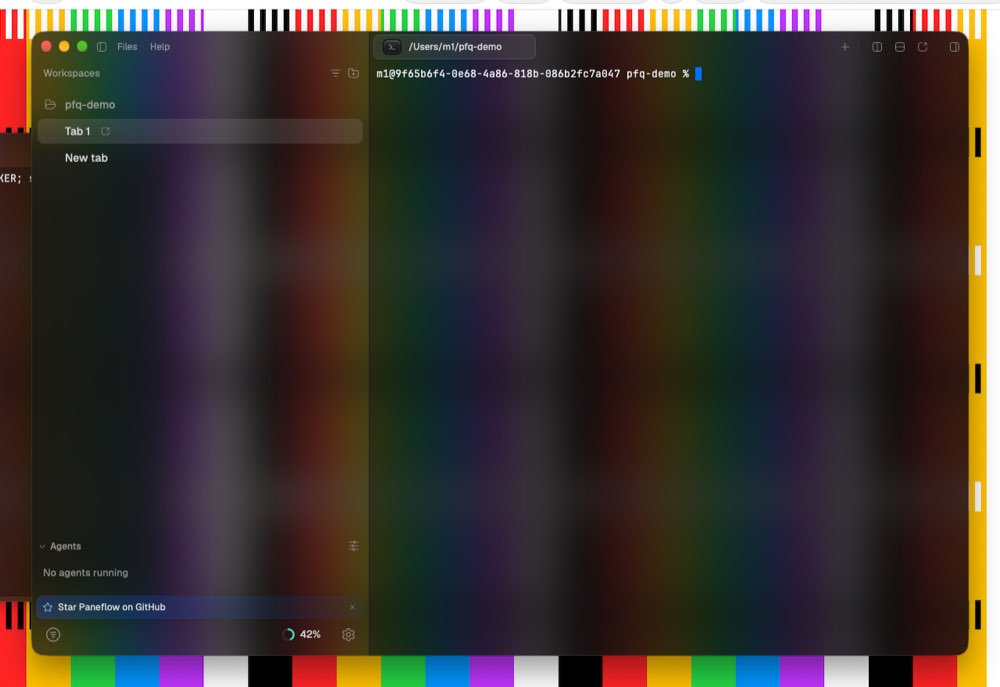 Files Help
/Users/m1/pfq-demo
Workspaces
m1@9f65b6f4-0e68-4a86-818b-086b2fc7a047 pfq-demo %
pfq-demo
Tab 1
New tab
KER;
Agents
No agents running
Star Paneflow on GitHub
42%